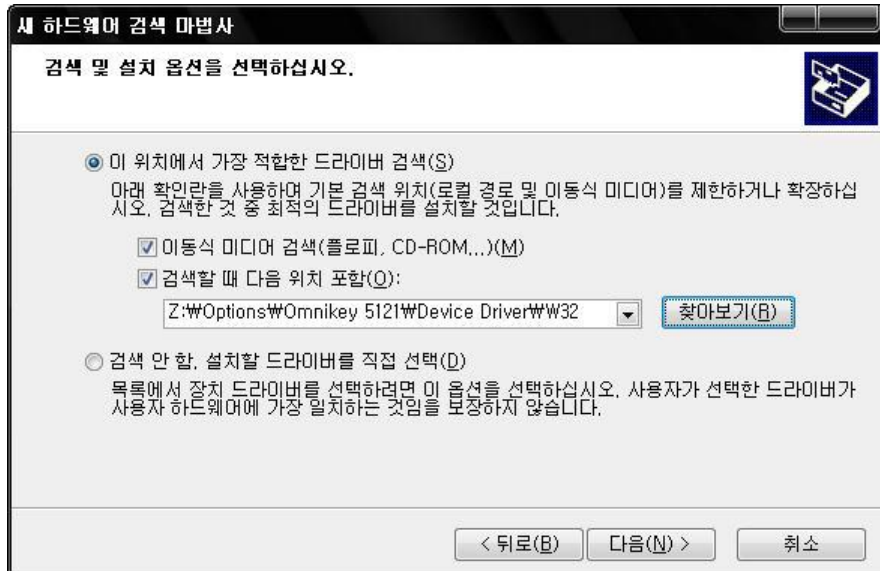 새 하드웨어 검색 마법사
검색 및 설치 옵션을 선택하십시오.
이 위치에서 가장 적합한 드라이버 검색(S)
아래 확인란을 사용하여 기본 검색 위치(로컬 경로 및 이동식 미디어)를 제한하거나 확장하십
시오. 검색한 것 중 최적의 드라이버를 설치할 것입니다.
이동식 미디어 검색(플로피, CD-ROM...)(M)
검색할 때 다음 위치 포함(O):
Z:₩Options₩Omnikey 5121₩Device Driver₩W32
찾아보기(R)
검색 안 함. 설치할 드라이버를 직접 선택(D)
목록에서 장치 드라이버를 선택하려면 이 옵션을 선택하십시오. 사용자가 선택한 드라이버가
사용자 하드웨어에 가장 일치하는 것임을 보장하지 않습니다.
< 뒤로(B) 다음(N) > 취소